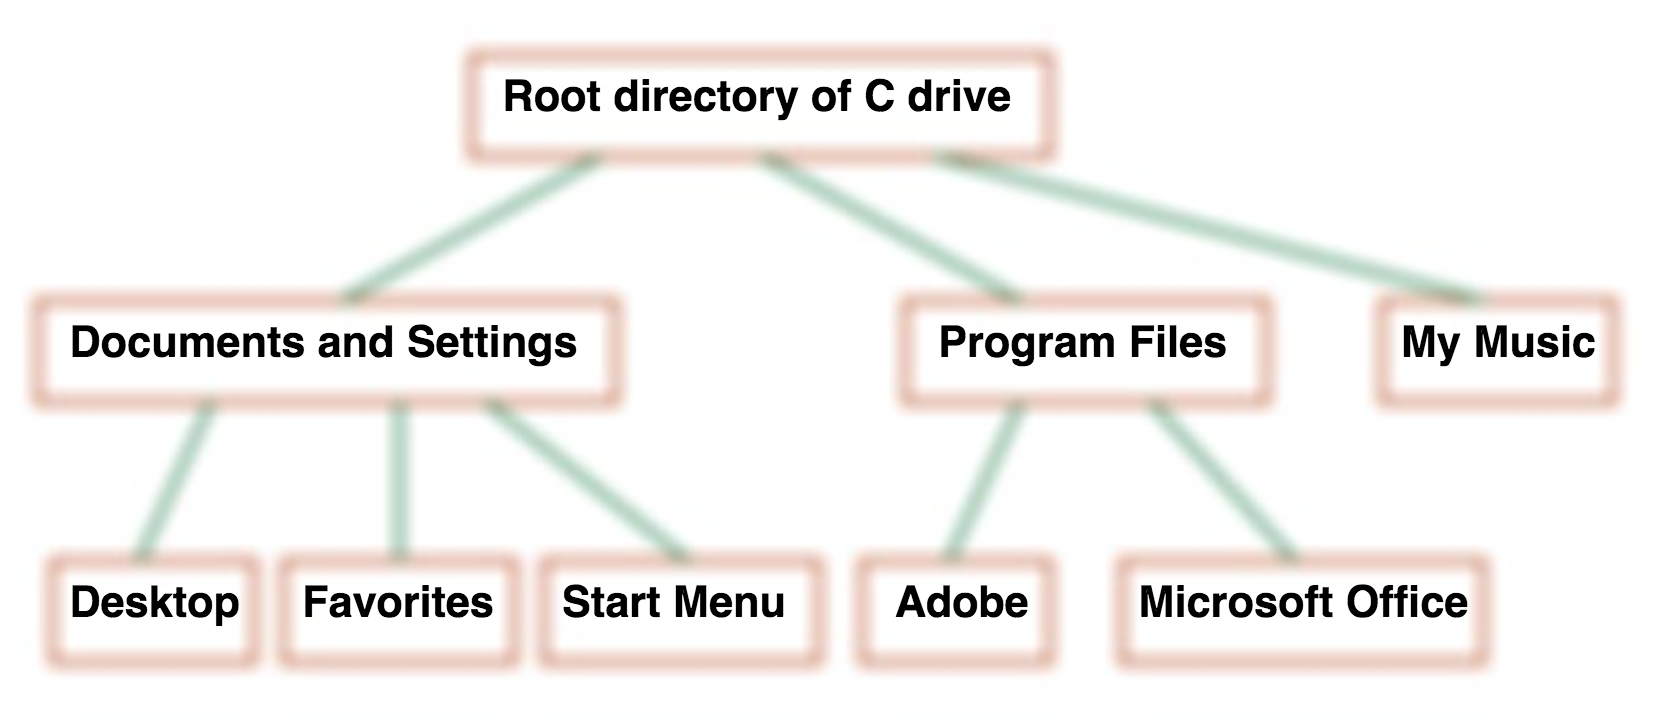 Root directory of C drive
Documents and Settings
Program Files
My Music
Desktop
Favorites
Start Menu
Adobe
Microsoft Office